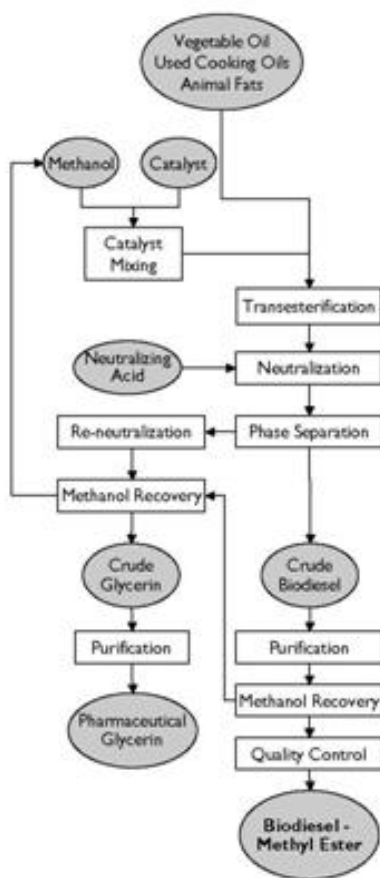 Vegetable Oil
Used Cooking Oils
Animal Fats
Methanol
Catalyst
Catalyst
Mixing
Transesterification
Neutralizing
Acid
Neutralization
Re-neutralization
Phase Separation
Methanol Recovery
Crude
Glycerin
Crude
Biodiesel
Purification
Purification
Methanol Recovery
Pharmaceutical
Glycerin
Quality Control
Biodiesel -
Methyl Ester